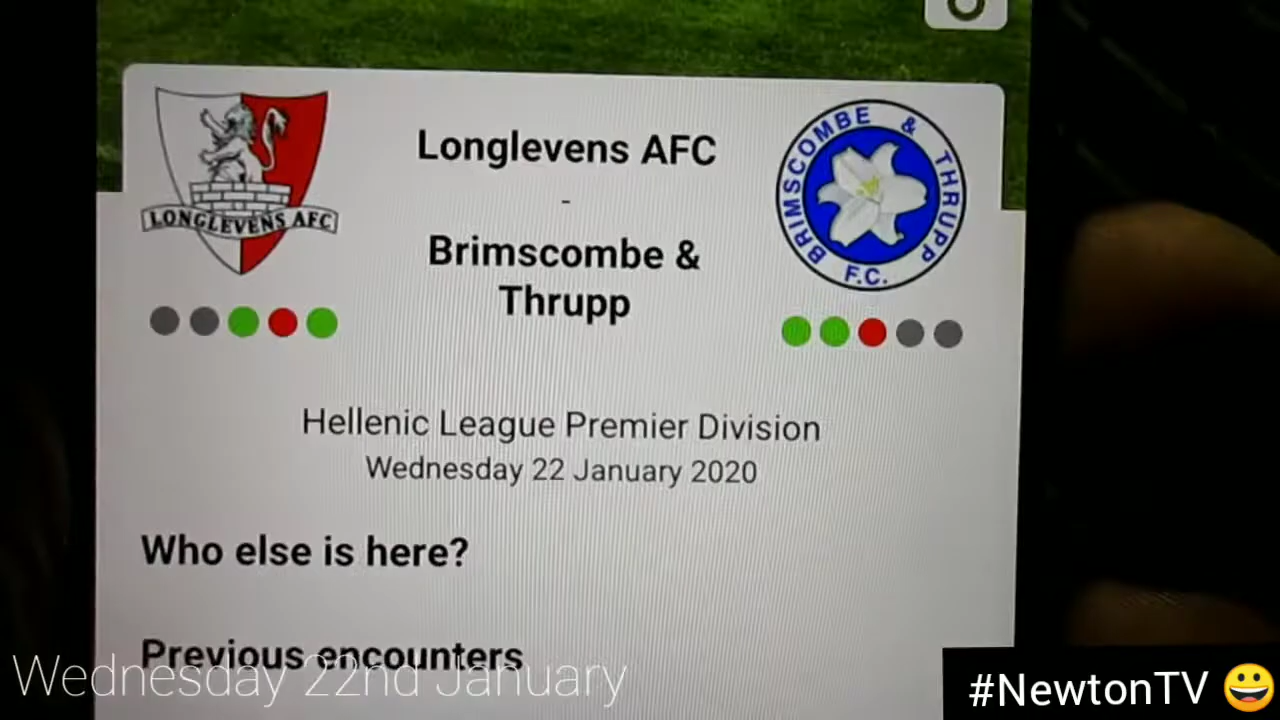 Longlevens AFC
-
Brimscombe &
Thrupp
LONGLEVENS AFC
BRIMSCOMBE & THRUPP
F.C.
Hellenic League Premier Division
Wednesday 22 January 2020
Who else is here?
Previous encounters
Wednesday 22nd January
#NewtonTV 😀